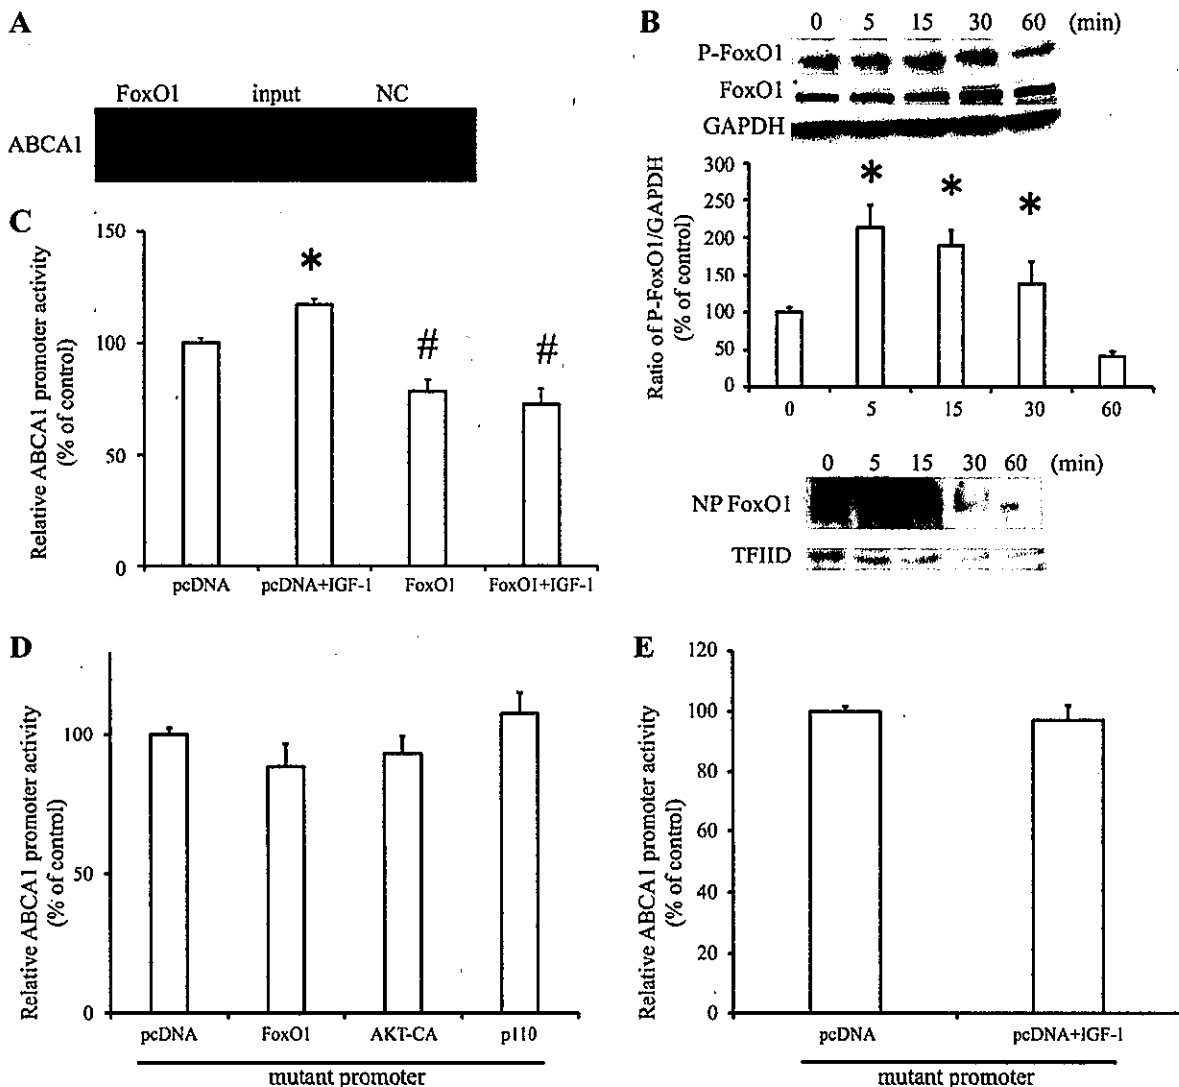 A
FoxO1 input NC
ABCA1
B
0 5 15 30 60 (min)
P-FoxO1
FoxO1
GAPDH
Ratio of P-FoxO1/GAPDH
(% of control)
300
250
200
150
100
50
0
* * *
0 5 15 30 60
0 5 15 30 60 (min)
NP FoxO1
TFIID
C
Relative ABCA1 promoter activity
(% of control)
150
100
50
0
* # #
pcDNA pcDNA+IGF-1 FoxO1 FoxO1+IGF-1
D
Relative ABCA1 promoter activity
(% of control)
100
50
0
pcDNA FoxO1 AKT-CA p110
mutant promoter
E
Relative ABCA1 promoter activity
(% of control)
120
100
80
60
40
20
0
pcDNA pcDNA+IGF-1
mutant promoter